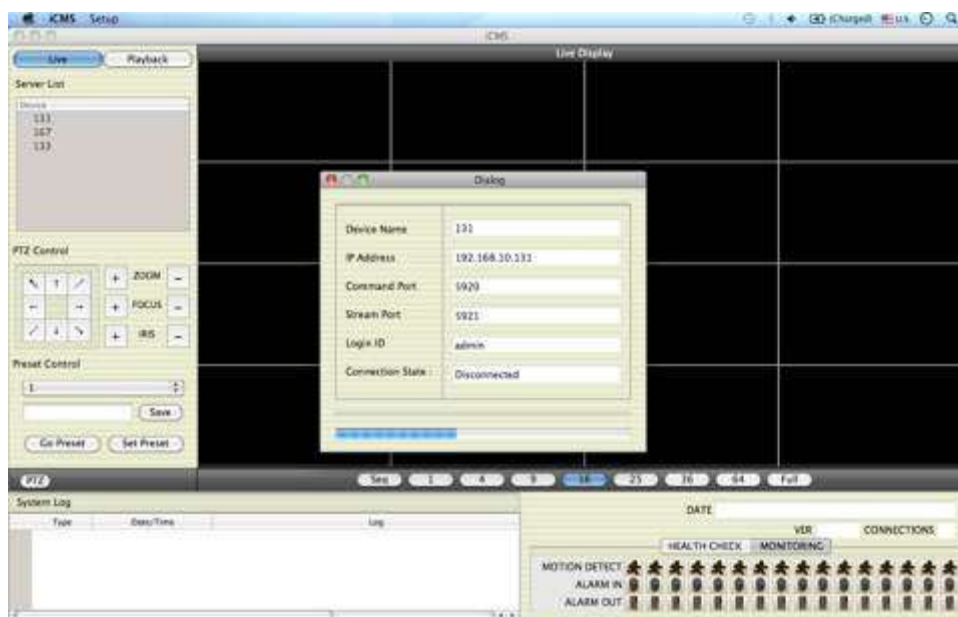 iCMS Setup
(Charged) U.S.
iCMS
Live Playback
Live Display
Server List
Device
131
167
133
Dialog
Device Name 131
IP Address 192.168.10.131
Command Port 5920
Stream Port 5921
Login ID admin
Connection State : Disconnected
PTZ Control
+ ZOOM -
+ FOCUS -
+ IRIS -
Preset Control
1
Save
Go Preset Set Preset
PTZ
Seq 1 4 9 16 25 36 64 Full
System Log
Type Date/Time Log
DATE
VER CONNECTIONS
HEALTH CHECK MONITORING
MOTION DETECT
ALARM IN
ALARM OUT